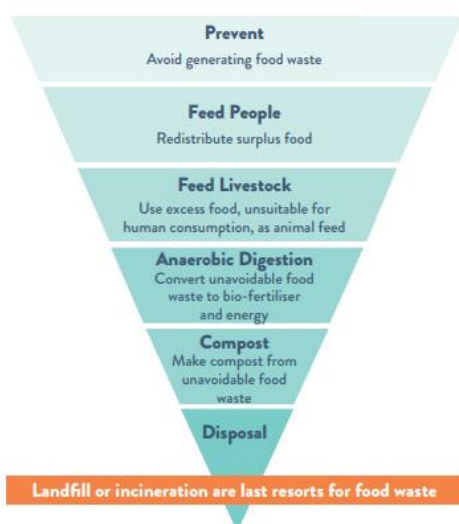 Prevent
Avoid generating food waste
Feed People
Redistribute surplus food
Feed Livestock
Use excess food, unsuitable for
human consumption, as animal feed
Anaerobic Digestion
Convert unavoidable food
waste to bio-fertiliser
and energy
Compost
Make compost from
unavoidable food
waste
Disposal
Landfill or incineration are last resorts for food waste